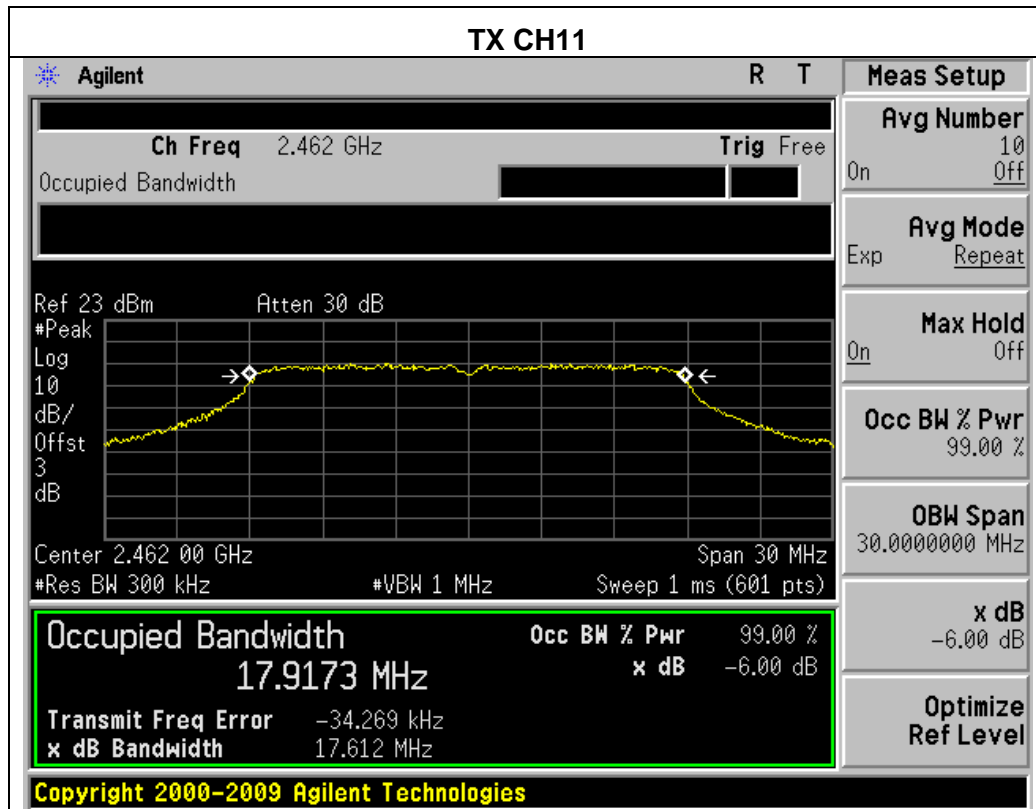 TX CH11
Agilent R T Meas Setup
Ch Freq 2.462 GHz Trig Free
Occupied Bandwidth
Avg Number
10
On Off
Avg Mode
Exp Repeat
Max Hold
On Off
Occ BW % Pwr
99.00 %
OBW Span
30.0000000 MHz
x dB
-6.00 dB
Optimize
Ref Level
Ref 23 dBm Atten 30 dB
#Peak
Log
10
dB/
Offst
3
dB
Center 2.462 00 GHz Span 30 MHz
#Res BW 300 kHz #VBW 1 MHz Sweep 1 ms (601 pts)
Occupied Bandwidth Occ BW % Pwr 99.00 %
17.9173 MHz x dB -6.00 dB
Transmit Freq Error -34.269 kHz
x dB Bandwidth 17.612 MHz
Copyright 2000-2009 Agilent Technologies